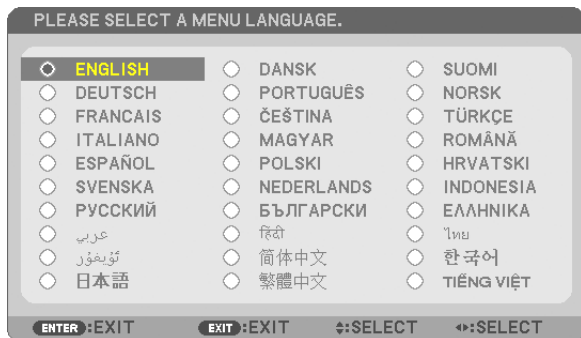 PLEASE SELECT A MENU LANGUAGE.
ENGLISH DANSK SUOMI
DEUTSCH PORTUGUÊS NORSK
FRANCAIS ČEŠTINA TÜRKÇE
ITALIANO MAGYAR ROMÂNĂ
ESPAÑOL POLSKI HRVATSKI
SVENSKA NEDERLANDS INDONESIA
РУССКИЙ БЪЛГАРСКИ ΕΛΛΗΝΙΚΑ
عربي हिंदी ไทย
ئۇيغۇر 简体中文 한국어
日本語 繁體中文 TIẾNG VIỆT
ENTER :EXIT EXIT :EXIT :SELECT :SELECT